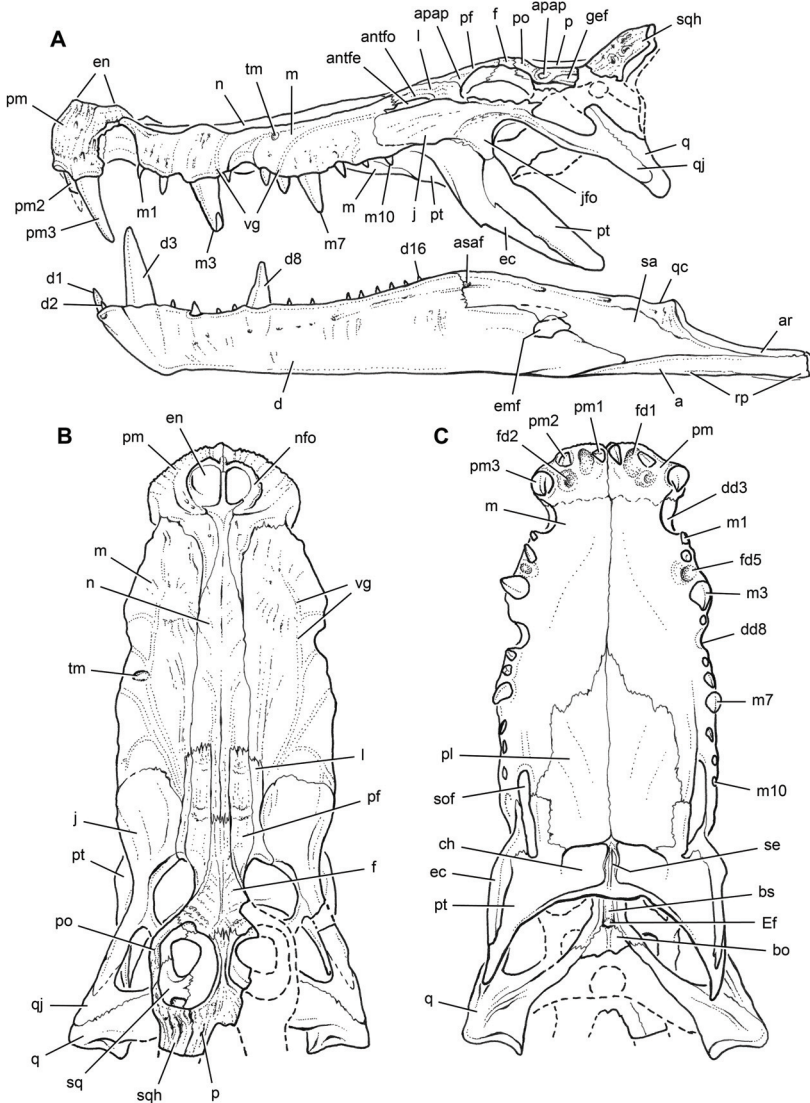 A
en
pm
n
tm
m
antfe
antfo
l
apap
pf
f
po
apap
p
gef
sqh
q
qj
jfo
pt
ec
j
pt
m10
m
m7
vg
m3
m1
pm2
pm3
d1
d2
d3
d8
d16
asaf
sa
qc
ar
d
emf
a
rp
B
pm
en
nfo
m
n
vg
tm
l
pf
j
pt
f
po
qj
q
sq
sqh
p
C
pm3
fd2
pm2
pm1
fd1
pm
m
dd3
m1
fd5
m3
dd8
m7
pl
sof
m10
ch
se
ec
pt
bs
Ef
bo
q